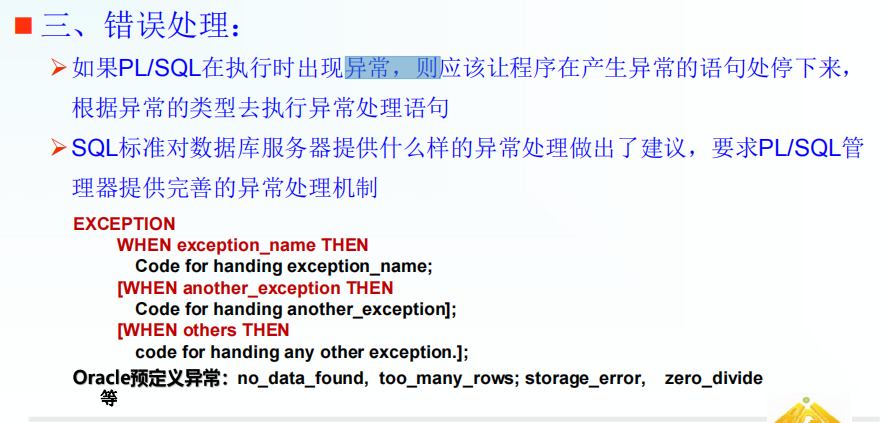 三、错误处理：
如果PL/SQL在执行时出现异常，则应该让程序在产生异常的语句处停下来，
根据异常的类型去执行异常处理语句
SQL标准对数据库服务器提供什么样的异常处理做出了建议，要求PL/SQL管
理器提供完善的异常处理机制
EXCEPTION
WHEN exception_name THEN
Code for handing exception_name;
[WHEN another_exception THEN
Code for handing another_exception];
[WHEN others THEN
code for handing any other exception.];
Oracle预定义异常：no_data_found, too_many_rows; storage_error, zero_divide
等